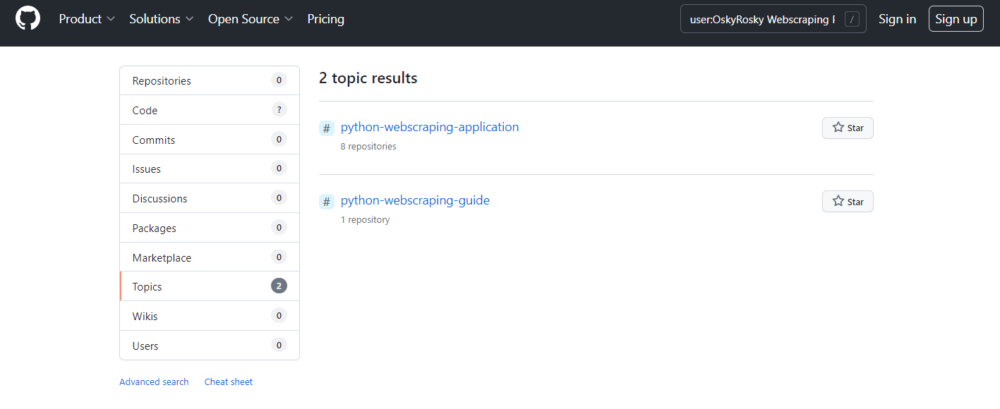 Product Solutions Open Source Pricing user:OskyRosky Webscraping / Sign in Sign up
Repositories 0
Code ?
Commits 0
Issues 0
Discussions 0
Packages 0
Marketplace 0
Topics 2
Wikis 0
Users 0
Advanced search Cheat sheet
2 topic results
# python-webscraping-application Star
8 repositories
# python-webscraping-guide Star
1 repository